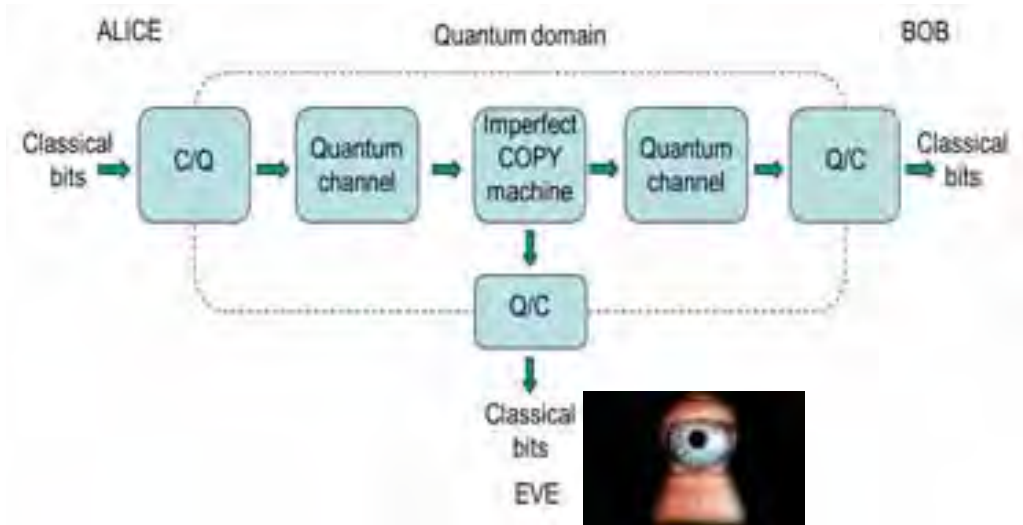 ALICE
Quantum domain
BOB
Classical
bits
C/Q
Quantum
channel
Imperfect
COPY
machine
Quantum
channel
Q/C
Classical
bits
Q/C
Classical
bits
EVE